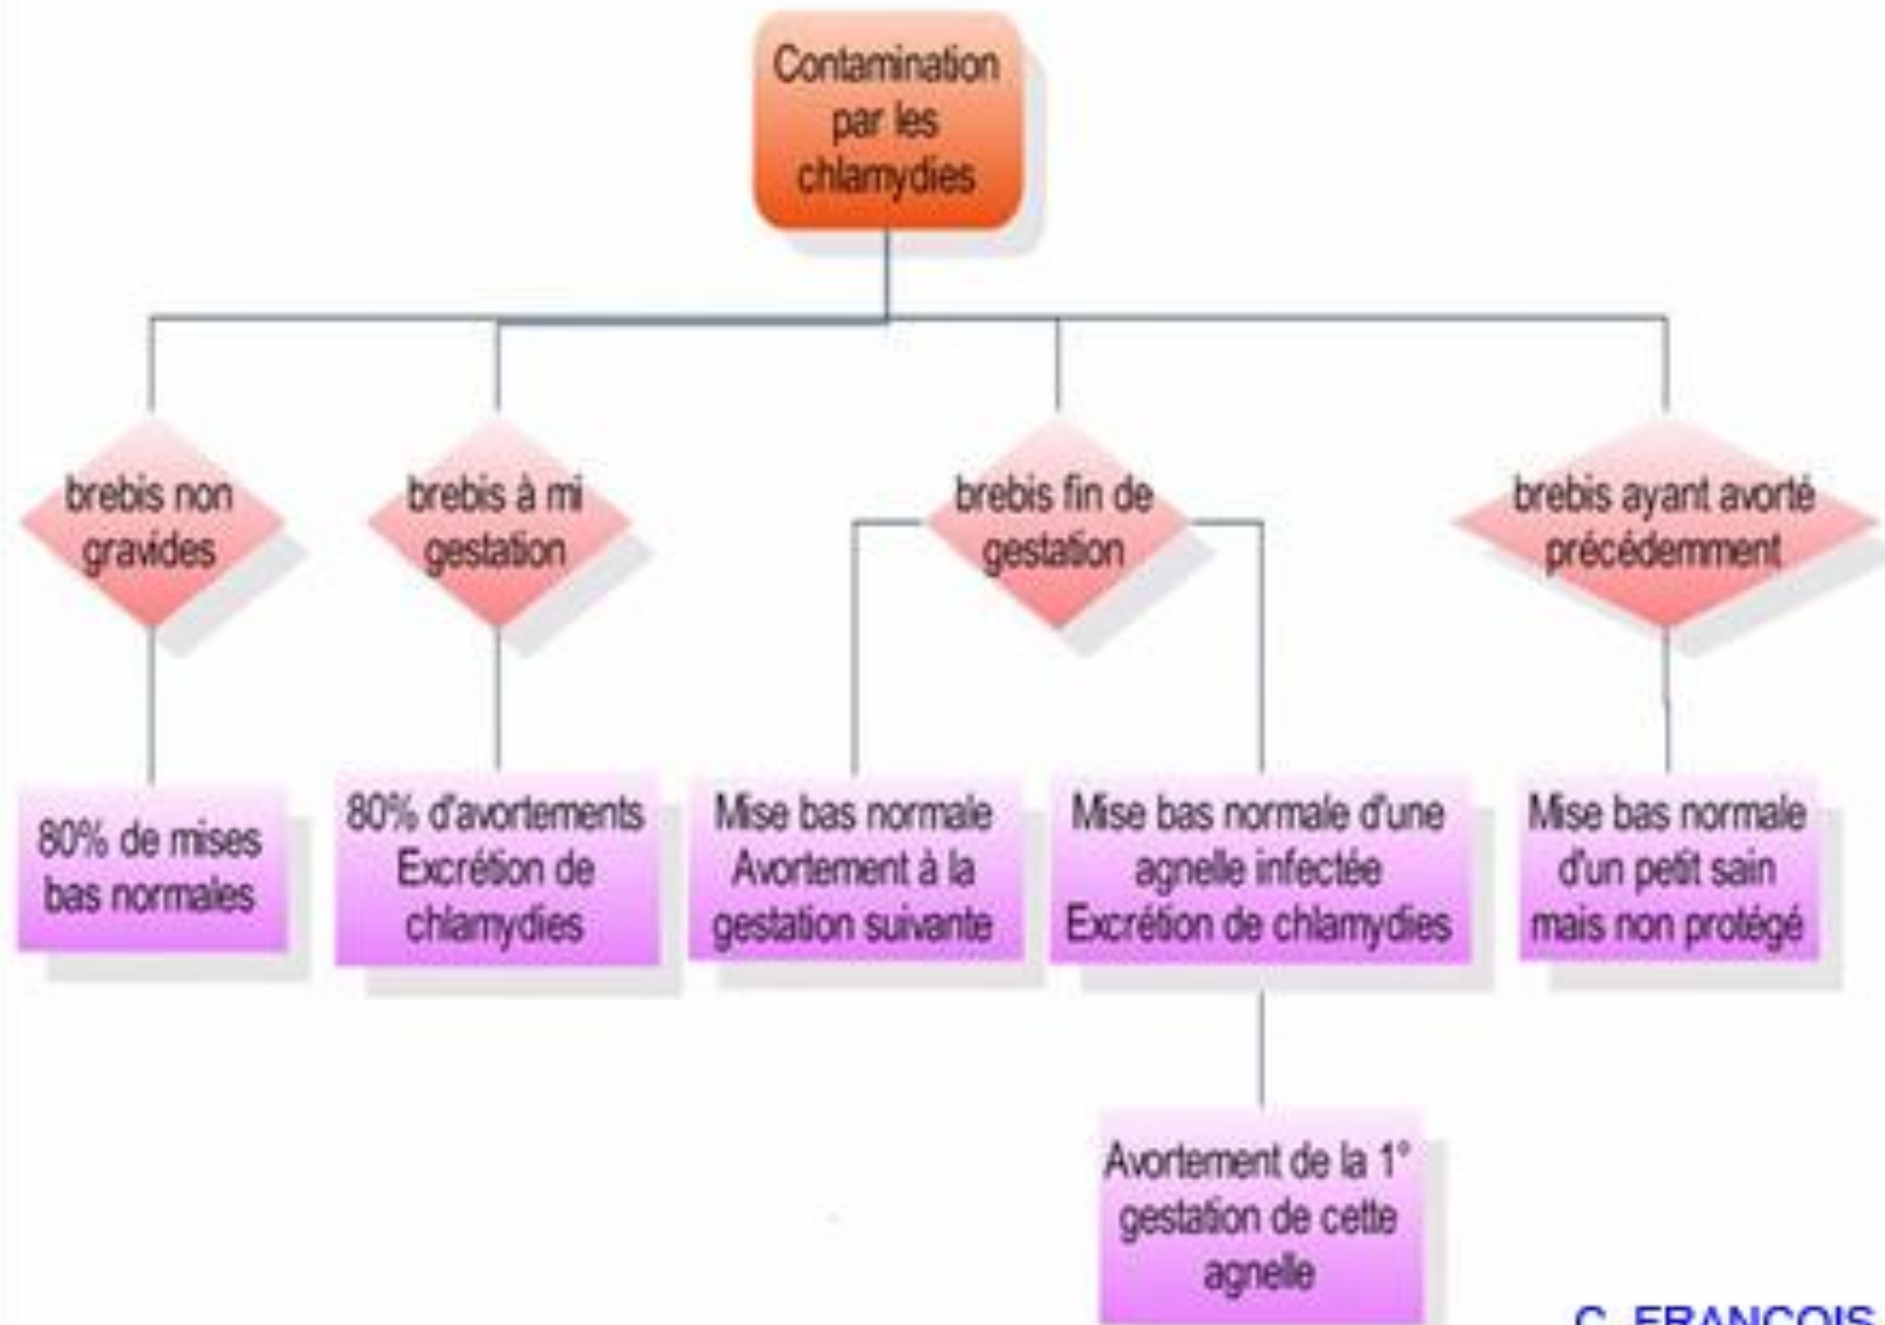 Contamination
par les
chlamydies
brebis non
gravides
brebis à mi
gestation
brebis fin de
gestation
brebis ayant avorté
précédemment
80% de mises
bas normales
80% d'avortements
Excrétion de
chlamydies
Mise bas normale
Avortement à la
gestation suivante
Mise bas normale d'une
agnelle infectée
Excrétion de chlamydies
Mise bas normale
d'un petit sain
mais non protégé
Avortement de la 1°
gestation de cette
agnelle
C. FRANCOIS